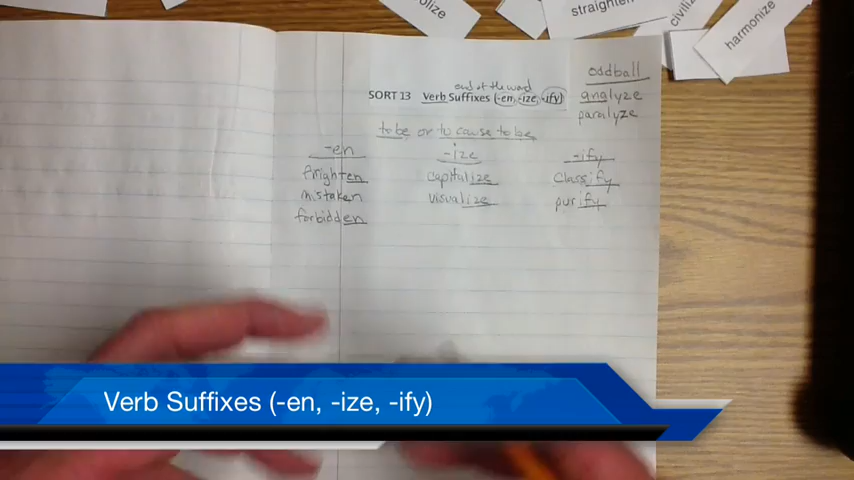 olize
straighten
civiliz
harmonize
end of the word
SORT 13 Verb Suffixes (-en, -ize, -ify)
oddball
analyze
paralyze
to be or to cause to be
-en
frighten
mistaken
forbidden
-ize
capitalize
visualize
-ify
classify
purify
Verb Suffixes (-en, -ize, -ify)